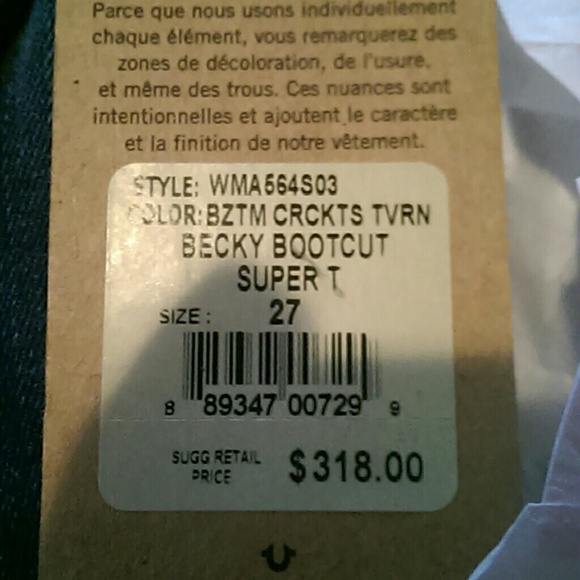 Parce que nous usons individuellement
chaque élément, vous remarquerez des
zones de décoloration, de l'usure,
et même des trous. Ces nuances sont
intentionnelles et ajoutent le caractère
et la finition de notre vêtement.
STYLE: WMA564S03
COLOR: BZTM CRCKTS TVRN
BECKY BOOTCUT
SUPER T
SIZE : 27
8 89347 00729 9
SUGG RETAIL
PRICE $318.00